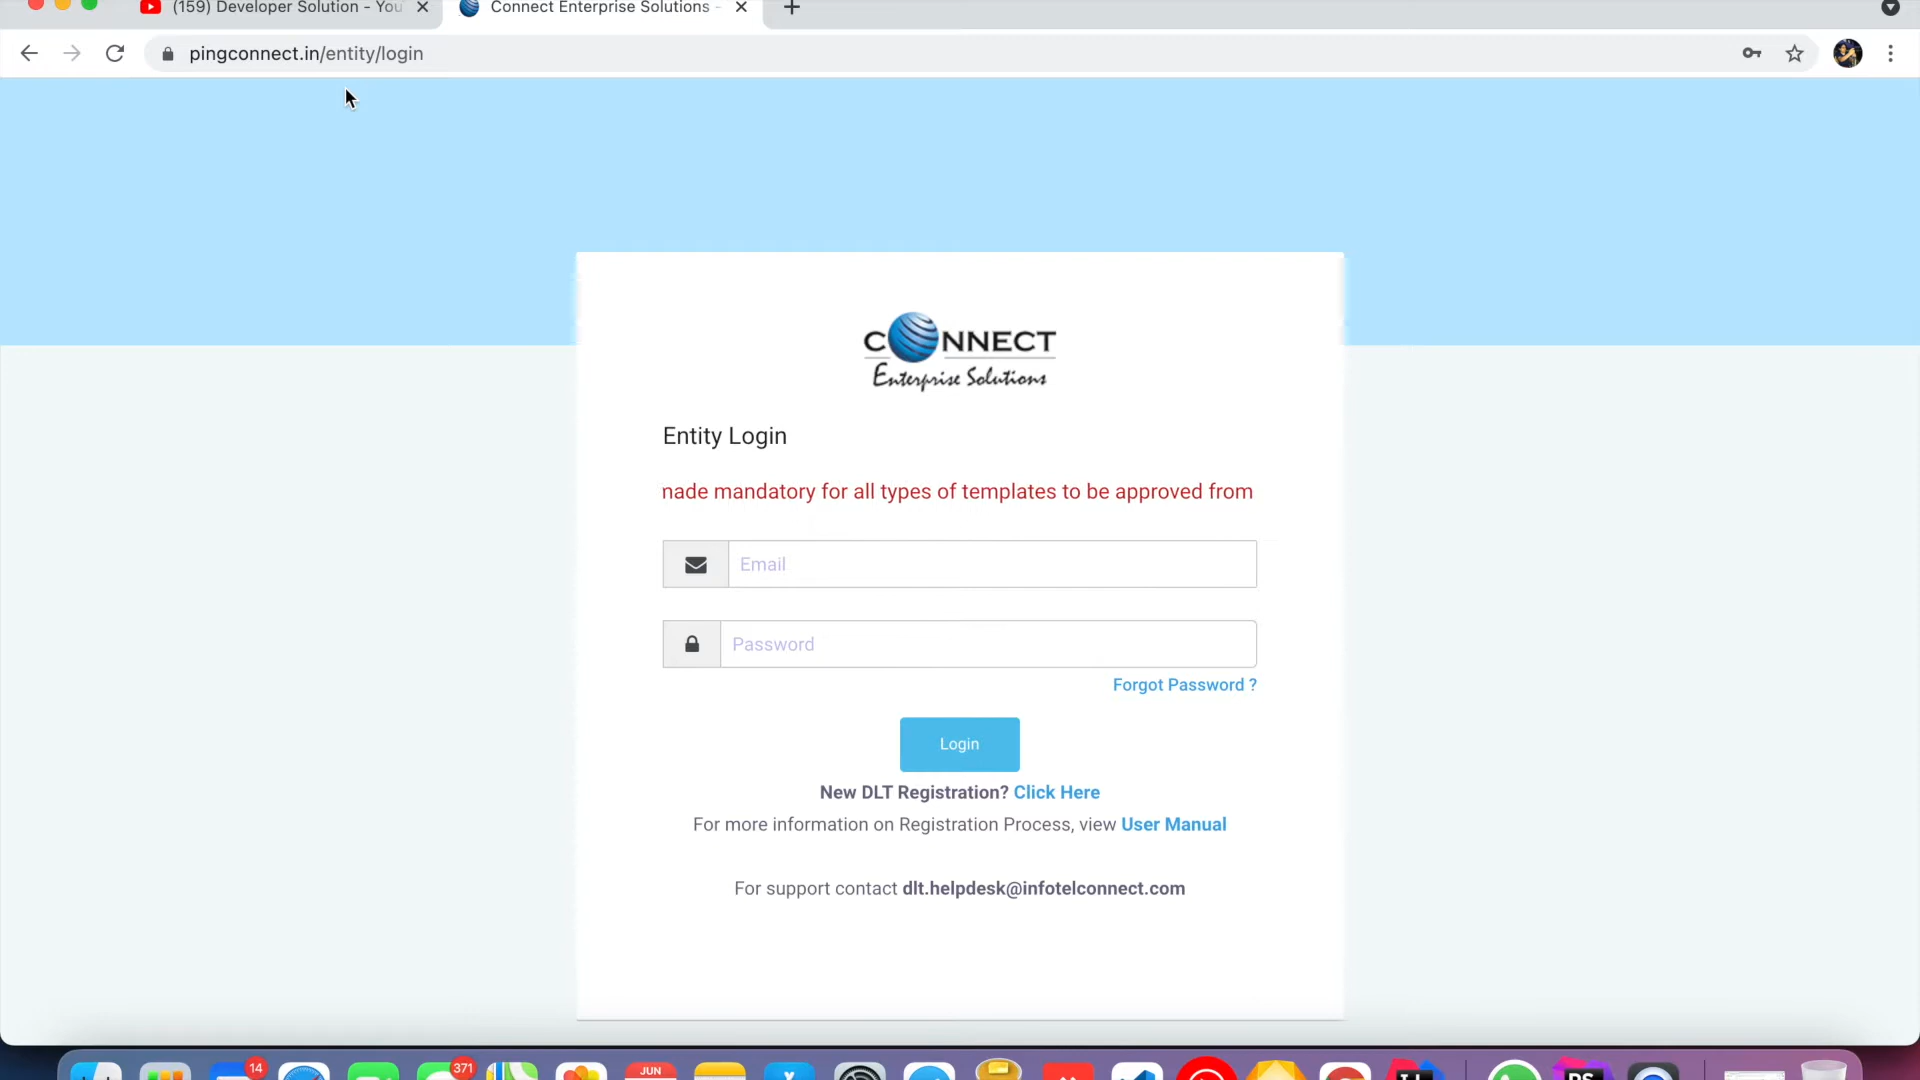 (159) Developer Solution - You
Connect Enterprise Solutions -
pingconnect.in/entity/login
CONNECT
Enterprise Solutions
Entity Login
made mandatory for all types of templates to be approved from
Email
Password
Forgot Password ?
Login
New DLT Registration? Click Here
For more information on Registration Process, view User Manual
For support contact dlt.helpdesk@infotelconnect.com
14
371
JUN